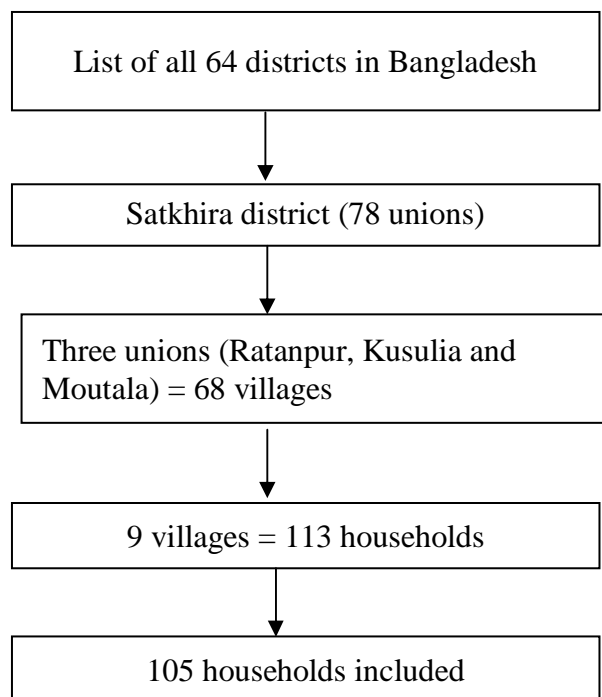 List of all 64 districts in Bangladesh
Satkhira district (78 unions)
Three unions (Ratanpur, Kusulia and
Moutala) = 68 villages
9 villages = 113 households
105 households included